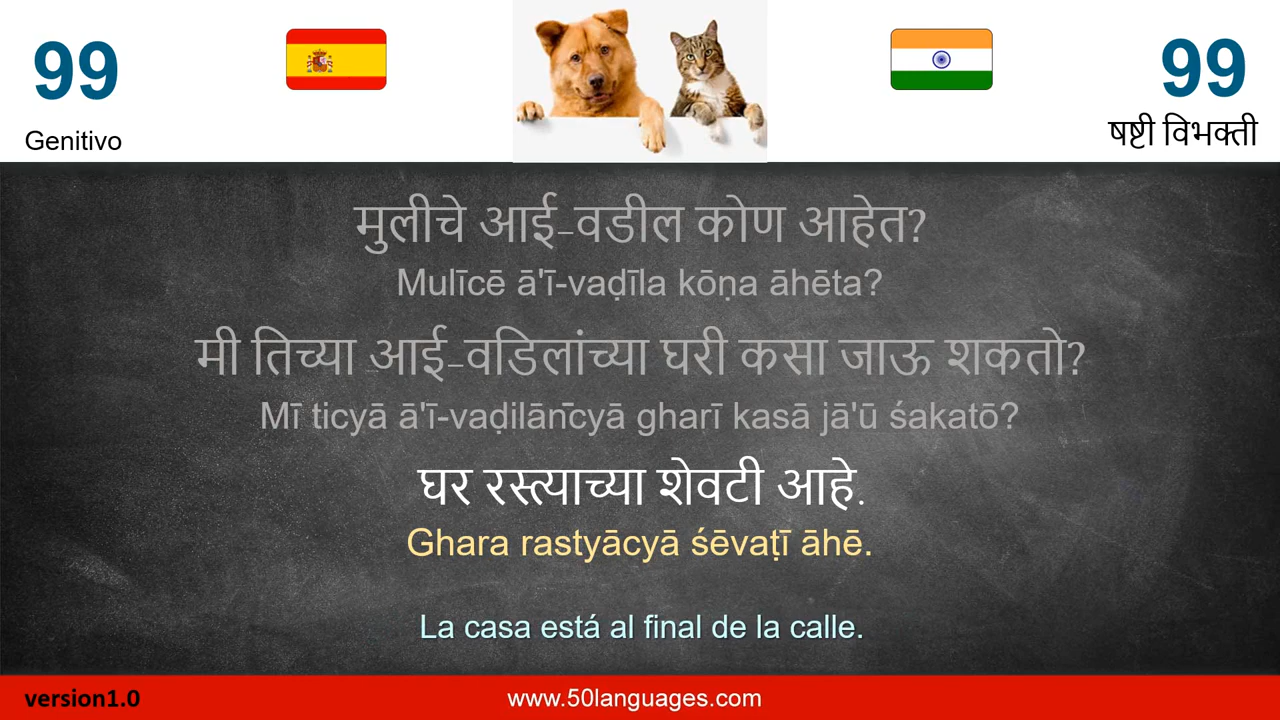 99
99
Genitivo
षष्टी विभक्ती
मुलीचे आई–वडील कोण आहेत?
Mulīcē ā'ī-vaḍīla kōṇa āhēta?
मी तिच्या आई–वडिलांच्या घरी कसा जाऊ शकतो?
Mī ticyā ā'ī-vaḍilān̄cyā gharī kasā jā'ū śakatō?
घर रस्त्याच्या शेवटी आहे.
Ghara rastyācyā śēvaṭī āhē.
La casa está al final de la calle.
version1.0
www.50languages.com